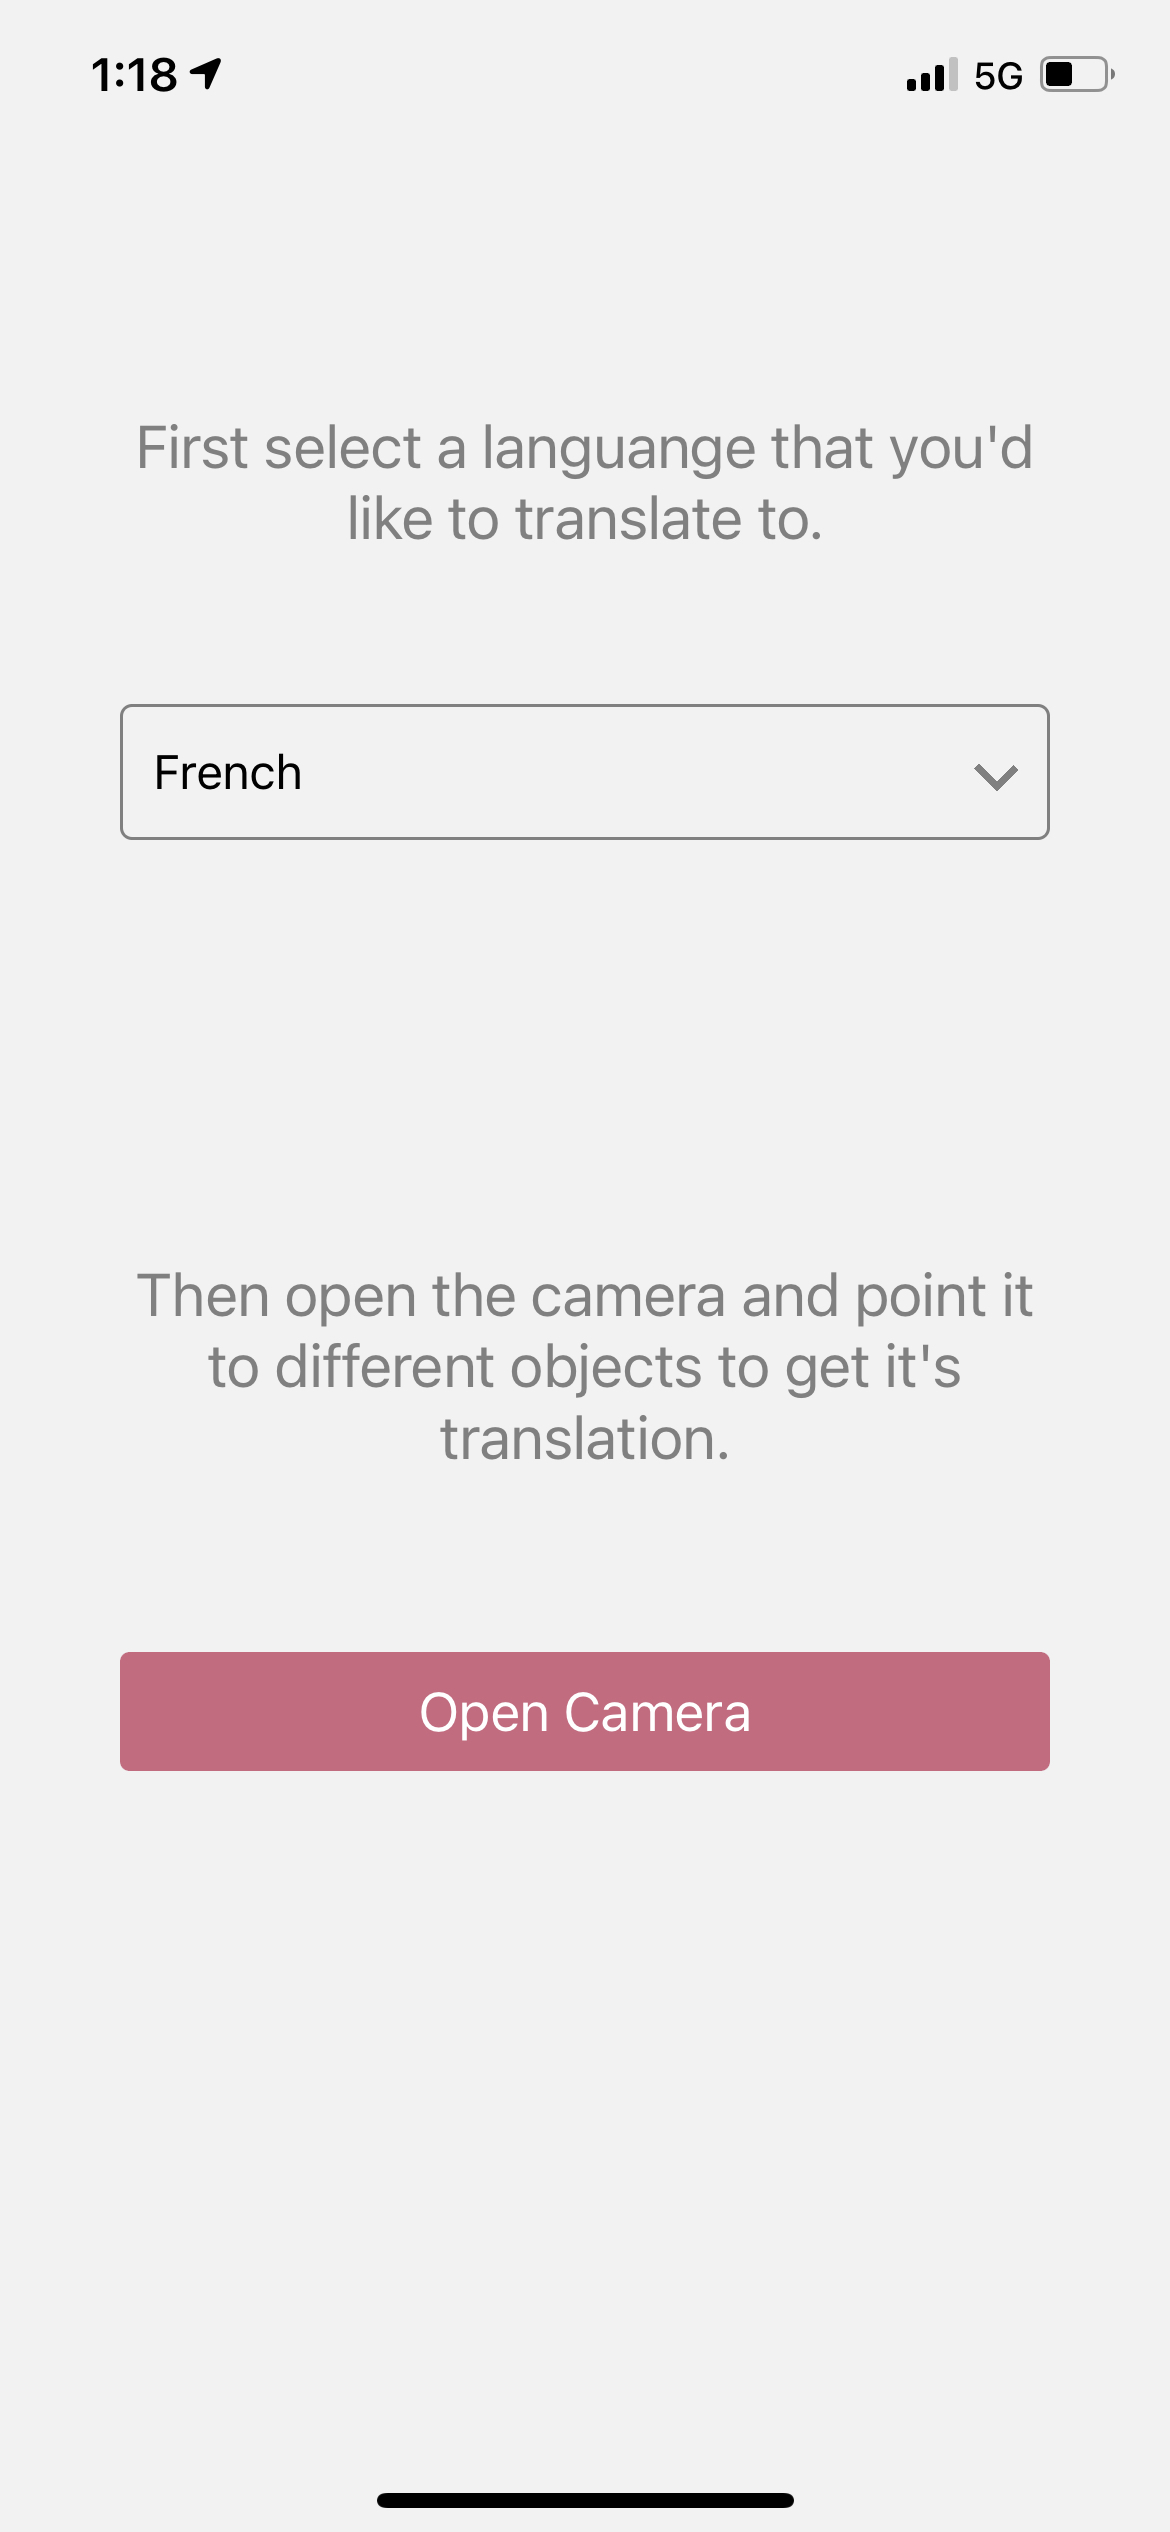 1:18 5G
First select a languange that you'd
like to translate to.
French
Then open the camera and point it
to different objects to get it's
translation.
Open Camera